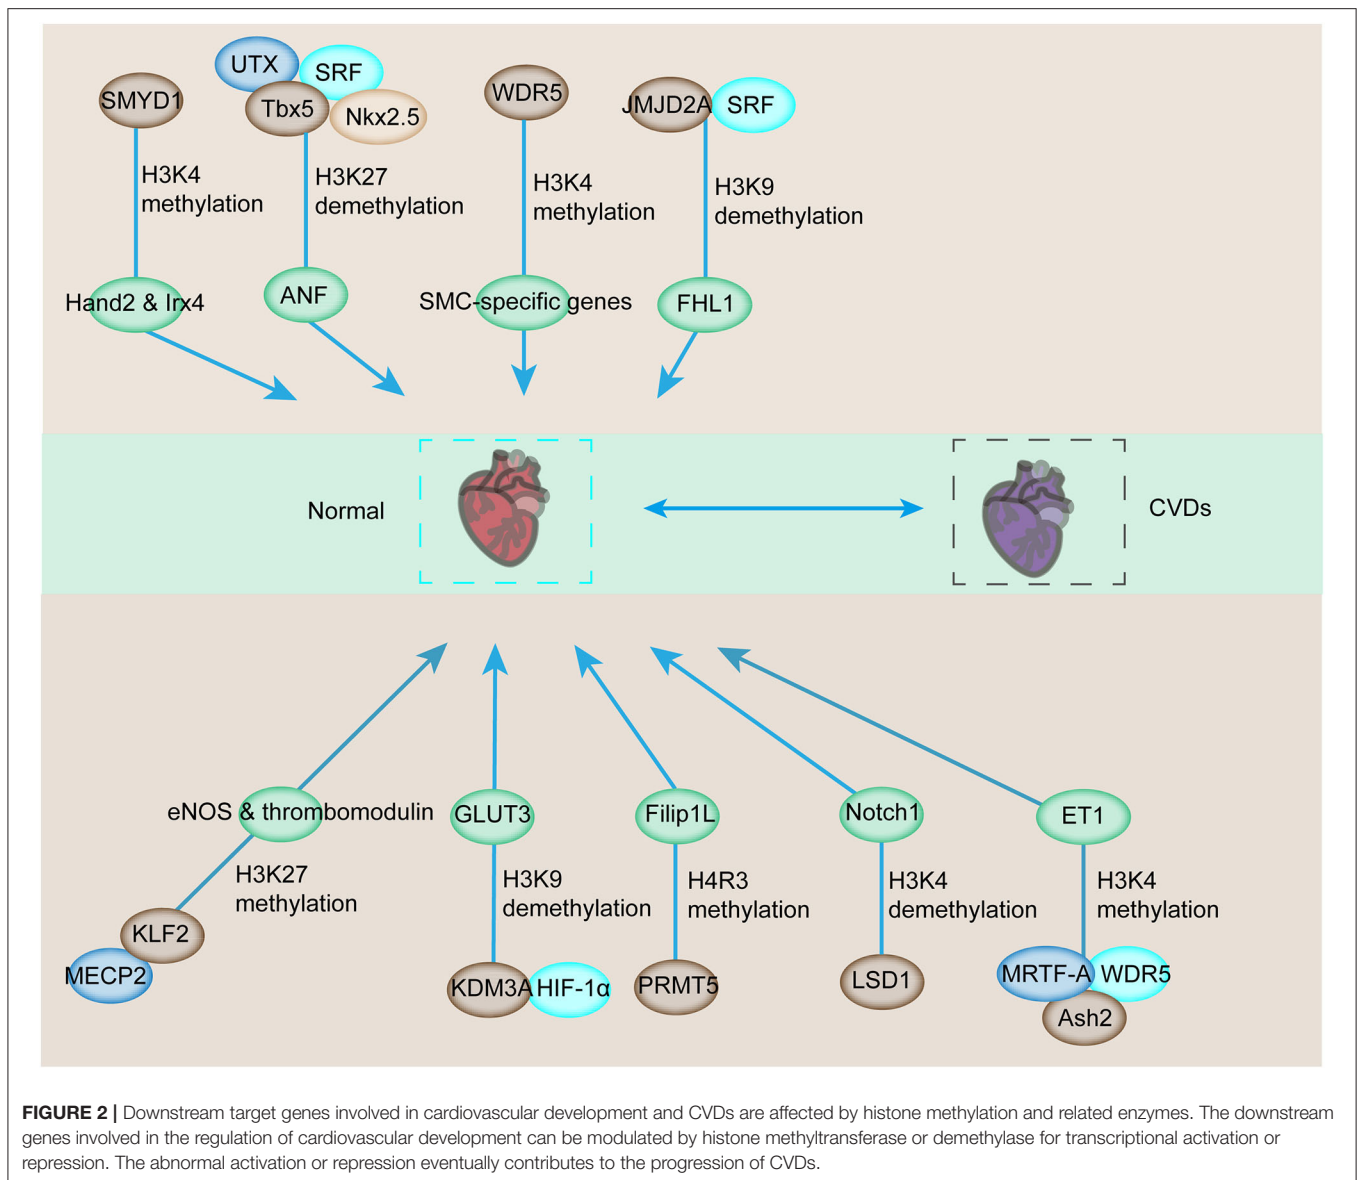 UTX
SRF
SMYD1
Tbx5
Nkx2.5
WDR5
JMJD2A
SRF
H3K4
methylation
H3K27
demethylation
H3K4
methylation
H3K9
demethylation
Hand2 & Irx4
ANF
SMC-specific genes
FHL1
Normal
CVDs
eNOS & thrombomodulin
GLUT3
Filip1L
Notch1
ET1
H3K27
methylation
H3K9
demethylation
H4R3
methylation
H3K4
demethylation
H3K4
methylation
KLF2
MECP2
KDM3A
HIF-1α
PRMT5
LSD1
MRTF-A
WDR5
Ash2
FIGURE 2 | Downstream target genes involved in cardiovascular development and CVDs are affected by histone methylation and related enzymes. The downstream
genes involved in the regulation of cardiovascular development can be modulated by histone methyltransferase or demethylase for transcriptional activation or
repression. The abnormal activation or repression eventually contributes to the progression of CVDs.